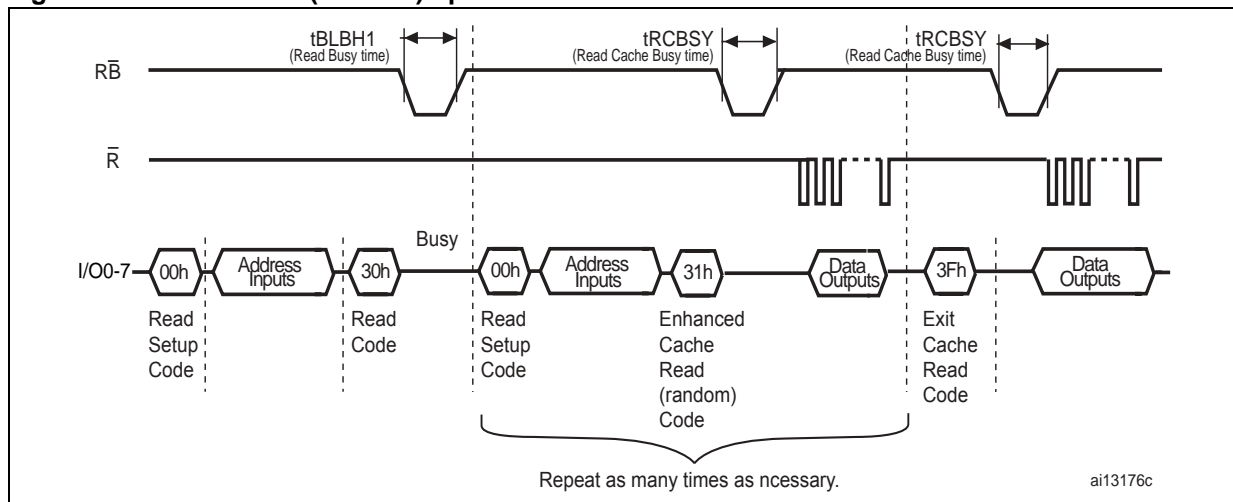 tBLBH1
(Read Busy time)
tRCBSY
(Read Cache Busy time)
tRCBSY
(Read Cache Busy time)
RB̅
R̅
Busy
I/O0-7
00h
Address
Inputs
30h
00h
Address
Inputs
31h
Data
Outputs
3Fh
Data
Outputs
Read
Setup
Code
Read
Code
Read
Setup
Code
Enhanced
Cache
Read
(random)
Code
Exit
Cache
Read
Code
Repeat as many times as ncessary.
ai13176c